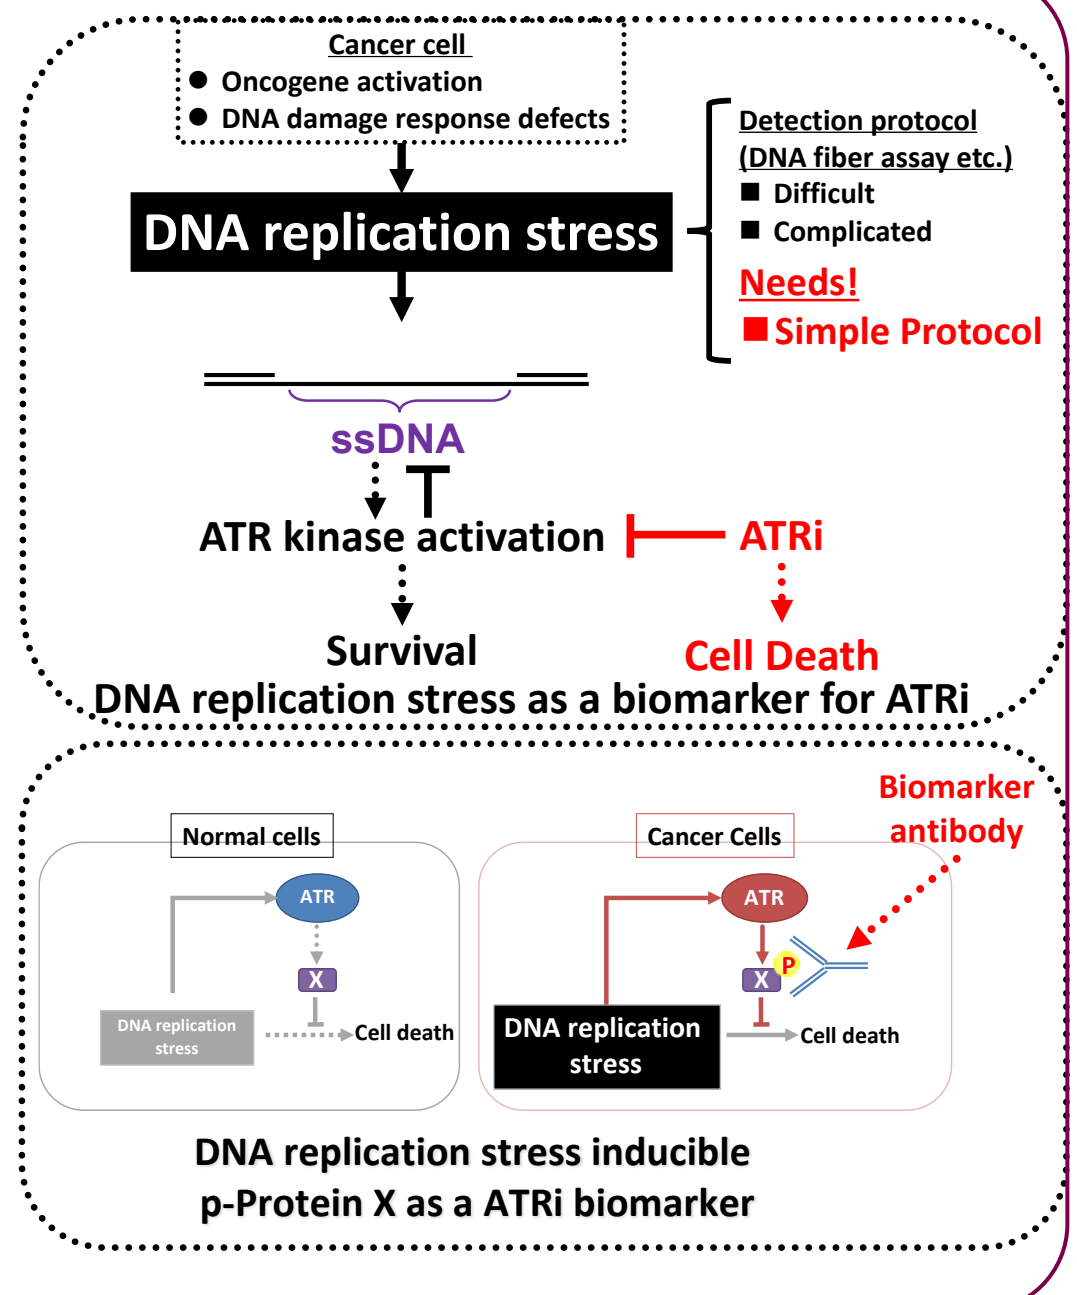 Cancer cell
● Oncogene activation
● DNA damage response defects
DNA replication stress
Detection protocol
(DNA fiber assay etc.)
■ Difficult
■ Complicated
Needs!
■ Simple Protocol
ssDNA
ATR kinase activation
ATRi
Survival
Cell Death
DNA replication stress as a biomarker for ATRi
Biomarker
antibody
Normal cells
ATR
X
DNA replication
stress
Cell death
Cancer Cells
ATR
X
P
DNA replication
stress
Cell death
DNA replication stress inducible
p-Protein X as a ATRi biomarker